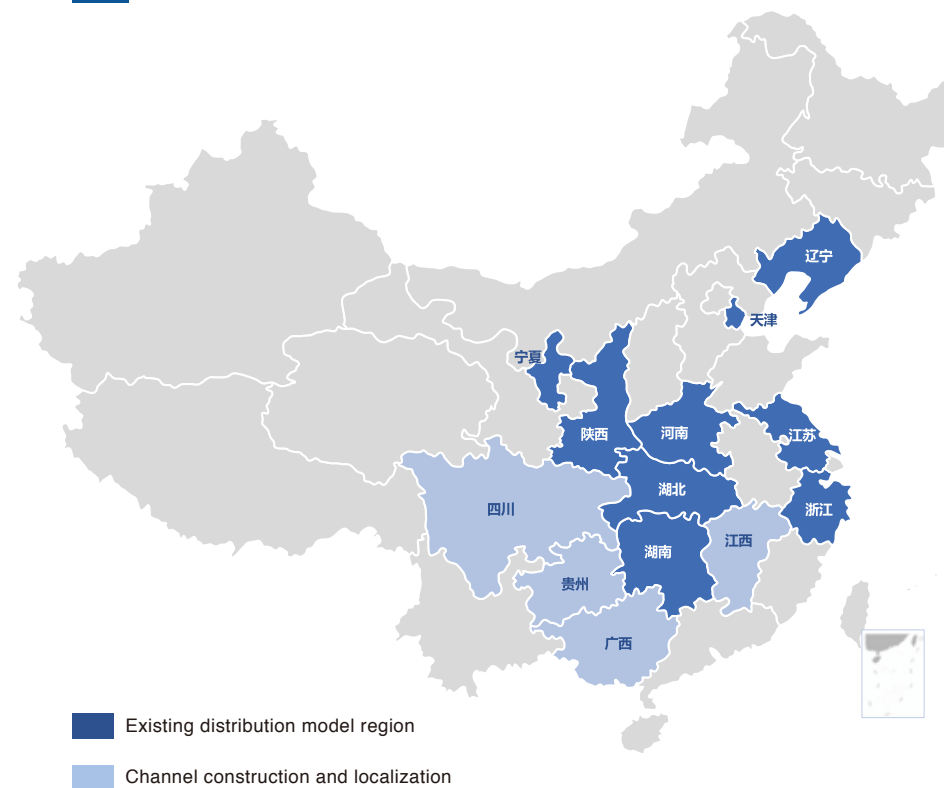 辽宁
天津
宁夏
陕西
河南
江苏
湖北
四川
浙江
江西
湖南
贵州
广西
Existing distribution model region
Channel construction and localization